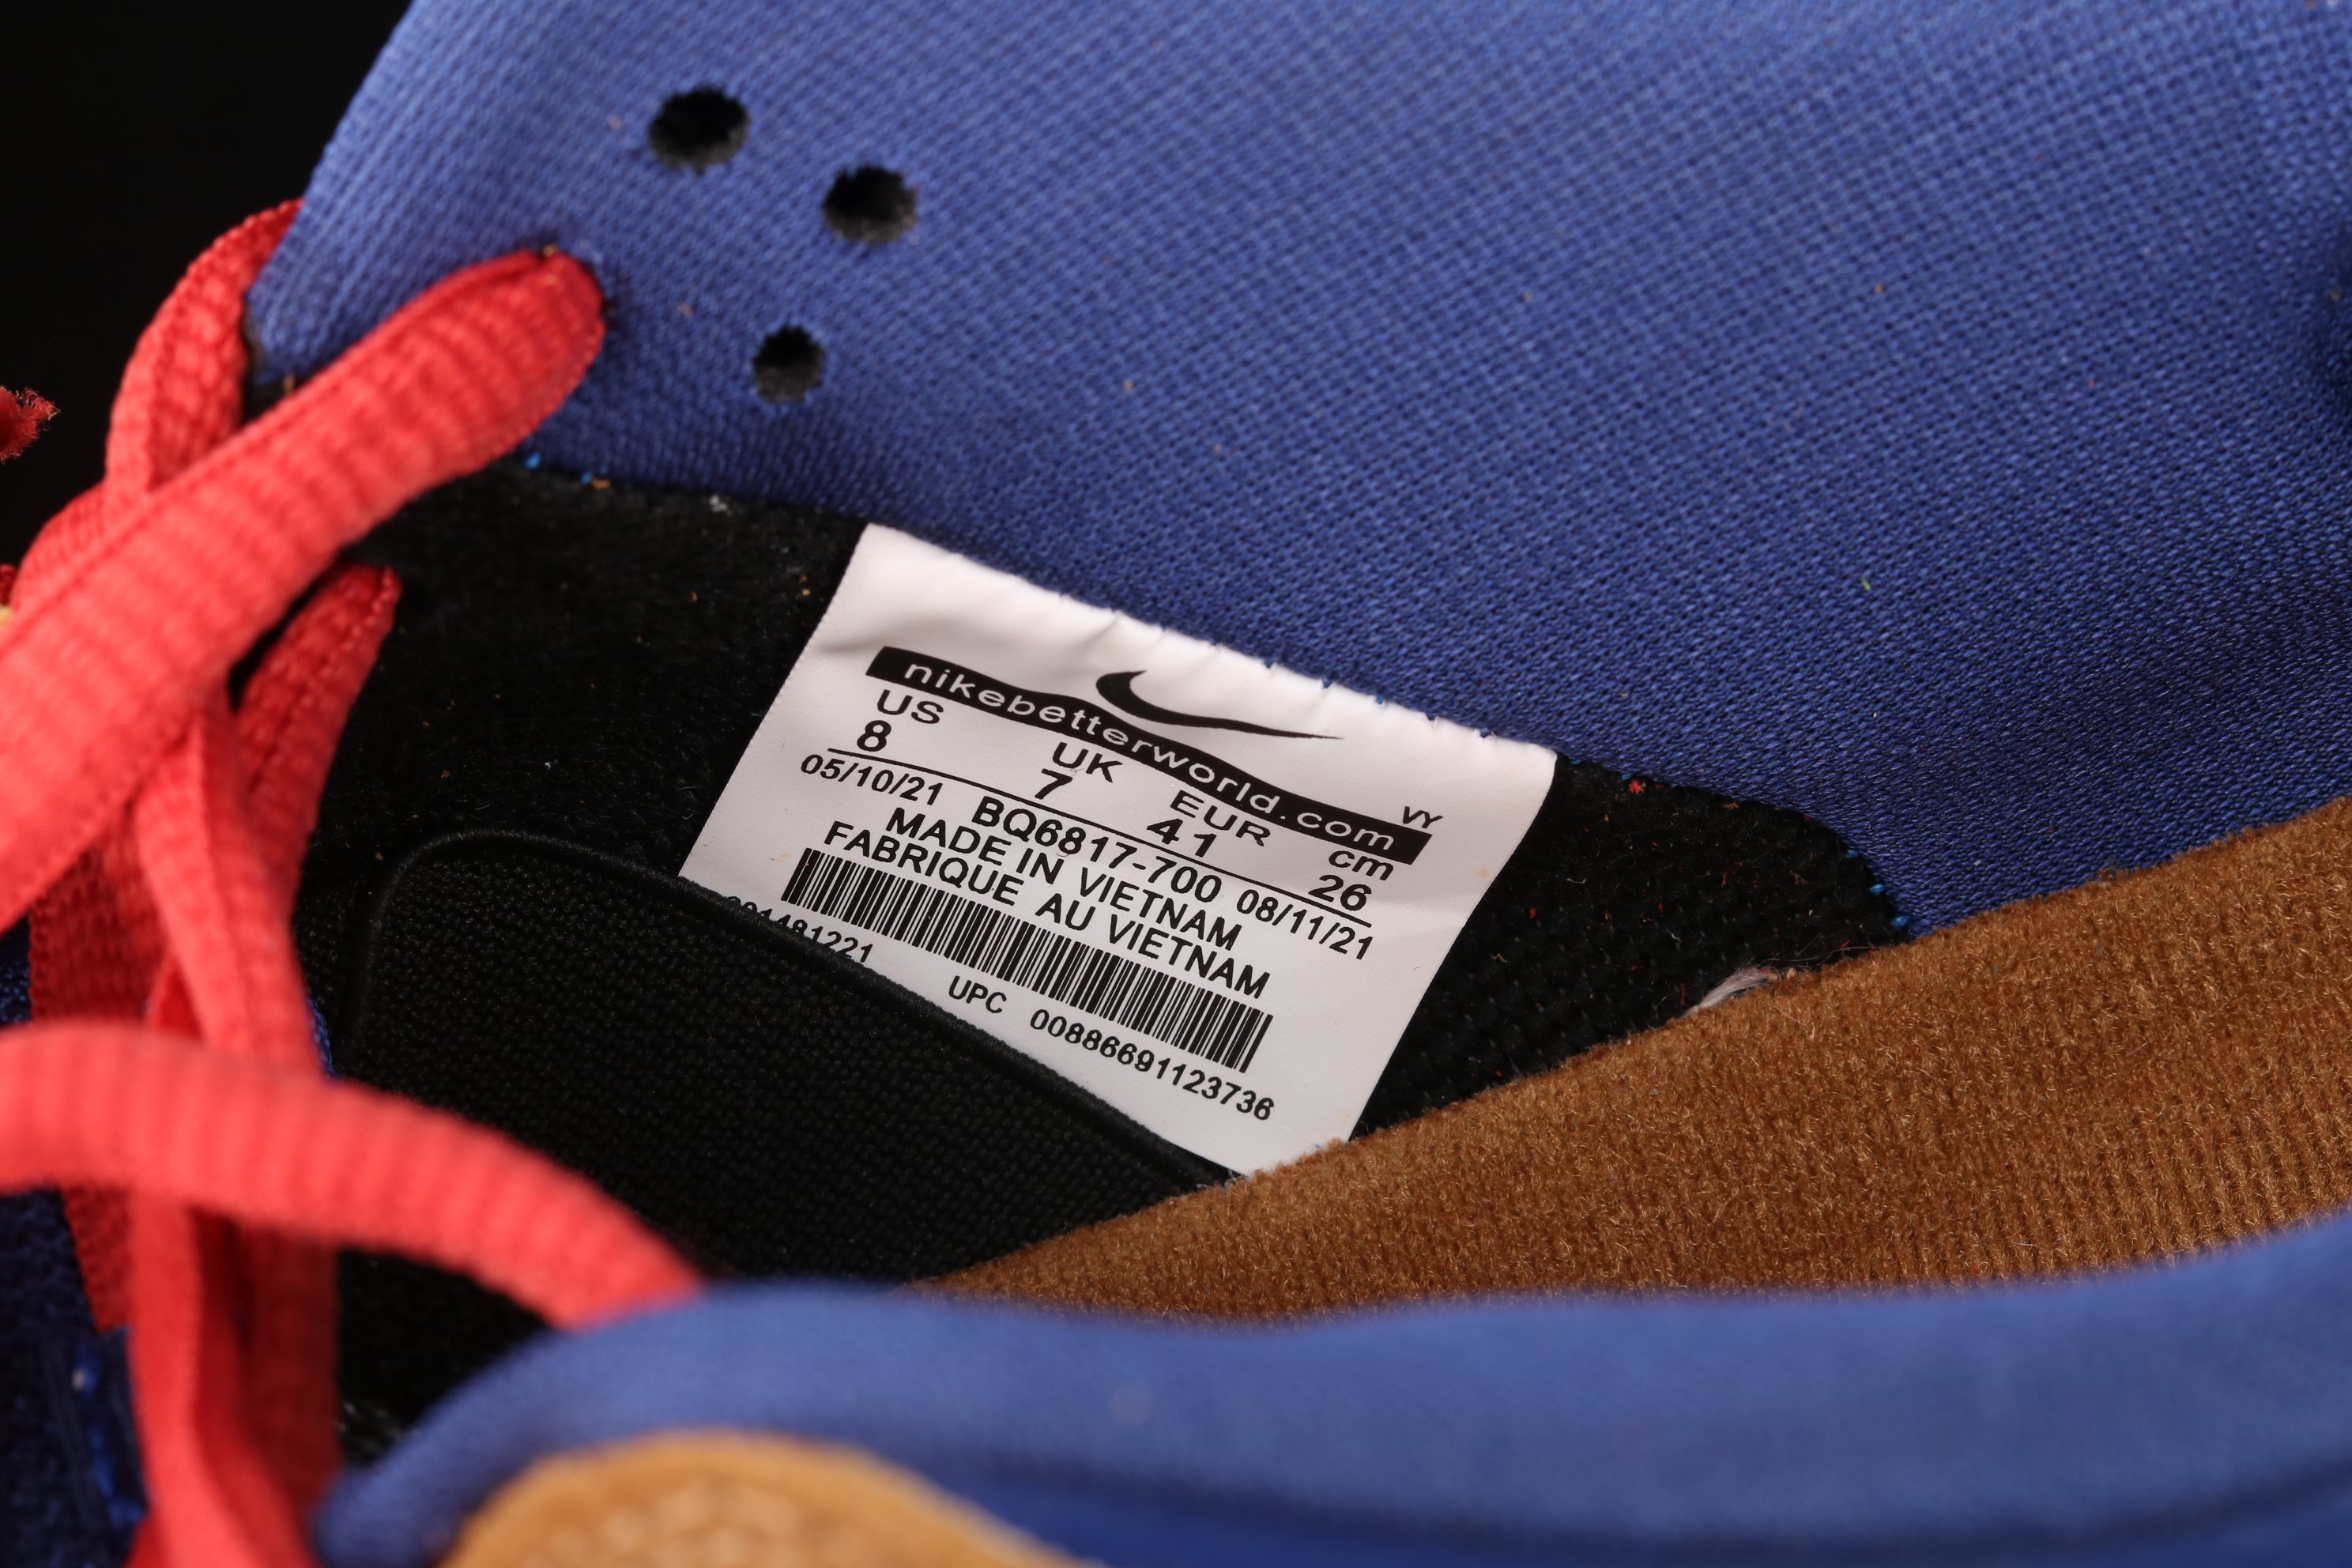 nikebetterworld.com
VY
US UK EUR cm
8 7 41 26
05/10/21 BQ6817-700 08/11/21
MADE IN VIETNAM
FABRIQUE AU VIETNAM
UPC 00886691123736